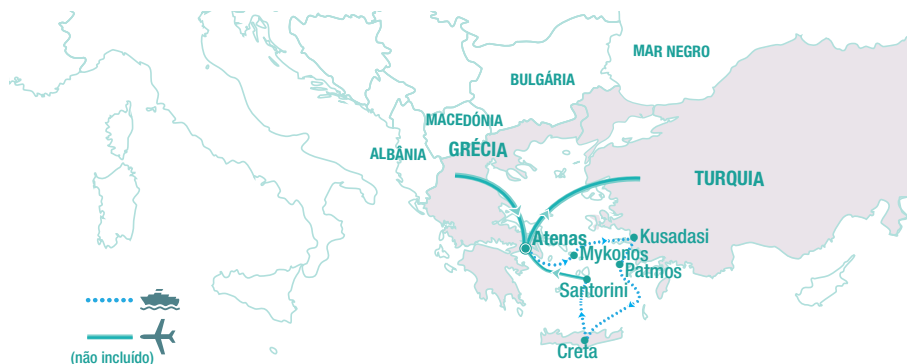 MAR NEGRO
BULGÁRIA
MACEDÓNIA
GRÉCIA
ALBÂNIA
TURQUIA
Atenas
Kusadasi
Mykonos
Patmos
Santorini
Creta
(não incluído)